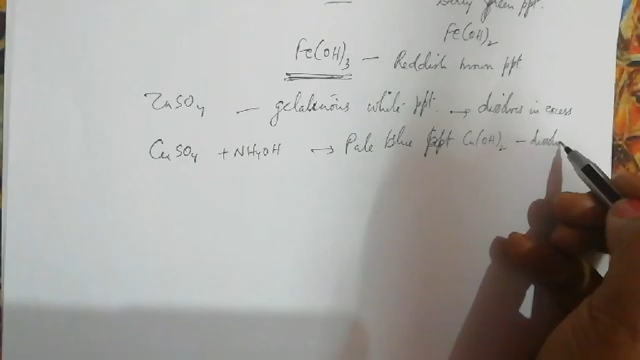 Dirty green ppt.
Fe(OH)2
Fe(OH)3 — Reddish brown ppt
ZnSO4 — gelatinous white ppt. → dissolves in excess
CuSO4 + NH4OH → Pale blue ppt Cu(OH)2 —